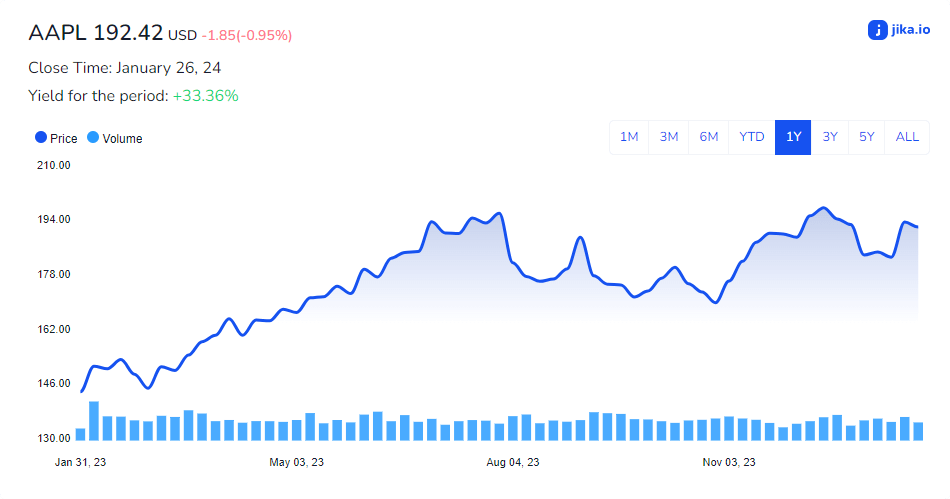 AAPL 192.42 USD -1.85(-0.95%)
jika.io
Close Time: January 26, 24
Yield for the period: +33.36%
Price Volume
1M 3M 6M YTD 1Y 3Y 5Y ALL
210.00
194.00
178.00
162.00
146.00
130.00
Jan 31, 23 May 03, 23 Aug 04, 23 Nov 03, 23